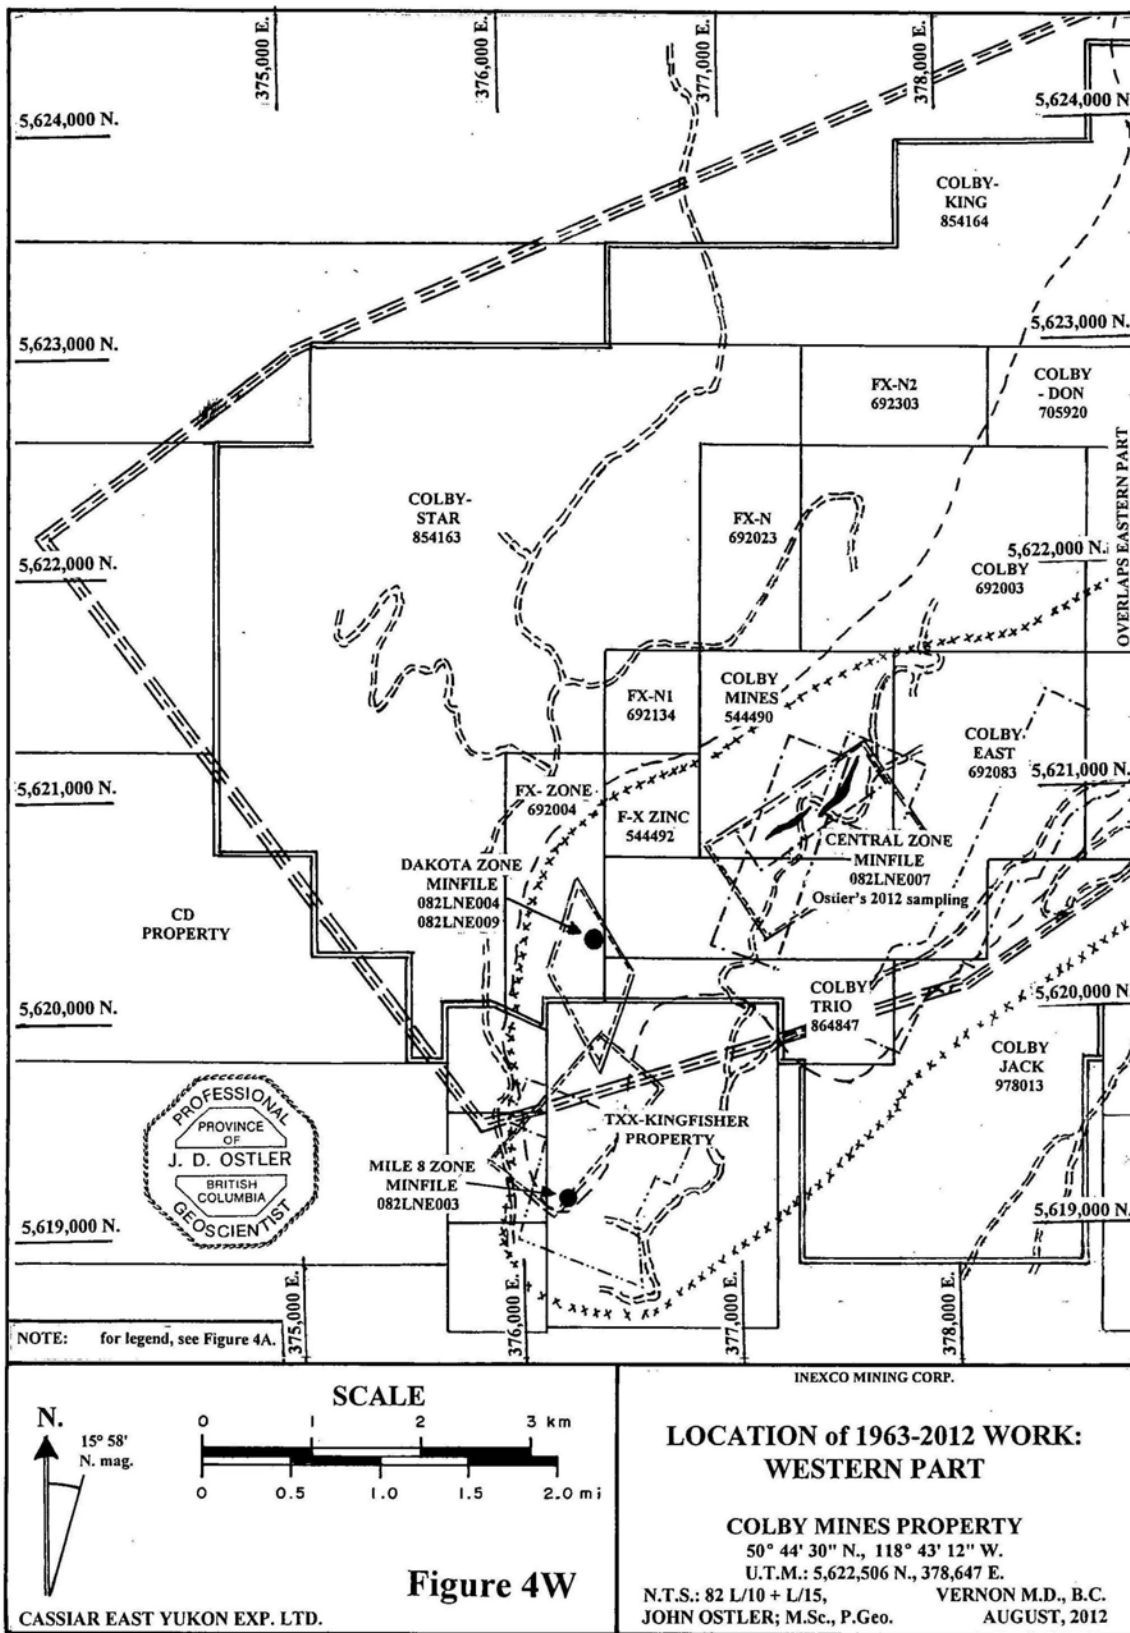 375,000 E.
376,000 E.
377,000 E.
378,000 E.
5,624,000 N.
5,624,000 N.
COLBY-
KING
854164
5,623,000 N.
5,623,000 N.
FX-N2
692303
COLBY
- DON
705920
OVERLAPS EASTERN PART
COLBY-
STAR
854163
FX-N
692023
5,622,000 N.
5,622,000 N.
COLBY
692003
FX-N1
692134
COLBY
MINES
544490
COLBY
EAST
692083
5,621,000 N.
5,621,000 N.
FX- ZONE
692004
F-X ZINC
544492
CENTRAL ZONE
MINFILE
082LNE007
Ostler's 2012 sampling
DAKOTA ZONE
MINFILE
082LNE004
082LNE009
CD
PROPERTY
5,620,000 N.
5,620,000 N.
COLBY
TRIO
864847
COLBY
JACK
978013
PROFESSIONAL
PROVINCE
OF
J. D. OSTLER
BRITISH
COLUMBIA
GEOSCIENTIST
TXX-KINGFISHER
PROPERTY
MILE 8 ZONE
MINFILE
082LNE003
5,619,000 N.
5,619,000 N.
375,000 E.
376,000 E.
377,000 E.
378,000 E.
NOTE: for legend, see Figure 4A.
N.
15° 58'
N. mag.
SCALE
0 1 2 3 km
0 0.5 1.0 1.5 2.0 mi
Figure 4W
CASSIAR EAST YUKON EXP. LTD.
INEXCO MINING CORP.
LOCATION of 1963-2012 WORK:
WESTERN PART
COLBY MINES PROPERTY
50° 44' 30" N., 118° 43' 12" W.
U.T.M.: 5,622,506 N., 378,647 E.
N.T.S.: 82 L/10 + L/15, VERNON M.D., B.C.
JOHN OSTLER; M.Sc., P.Geo. AUGUST, 2012